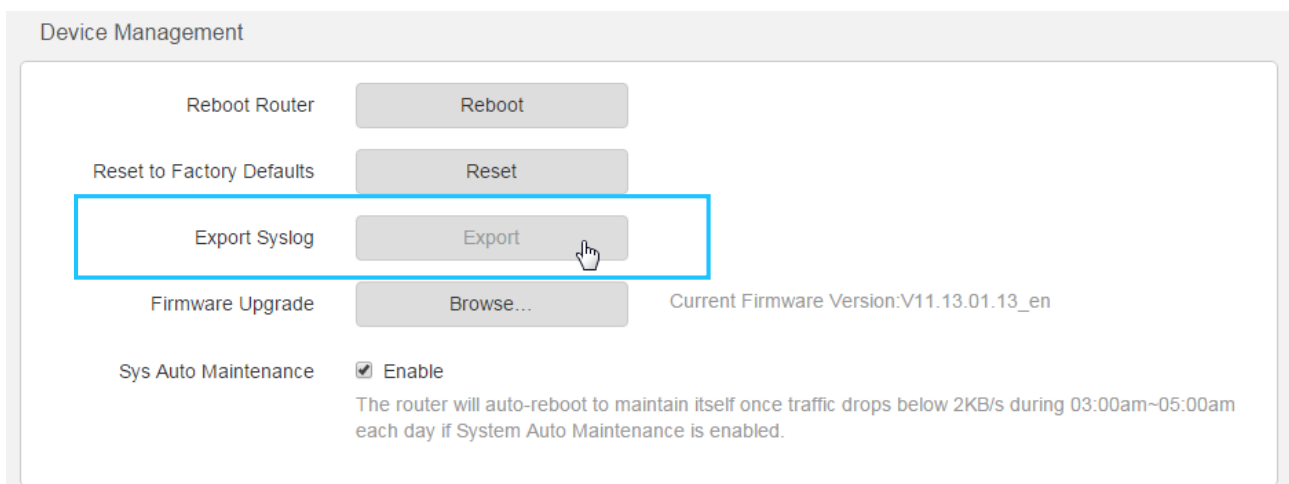 Device Management
Reboot Router Reboot
Reset to Factory Defaults Reset
Export Syslog Export
Firmware Upgrade Browse... Current Firmware Version:V11.13.01.13_en
Sys Auto Maintenance Enable
The router will auto-reboot to maintain itself once traffic drops below 2KB/s during 03:00am~05:00am
each day if System Auto Maintenance is enabled.